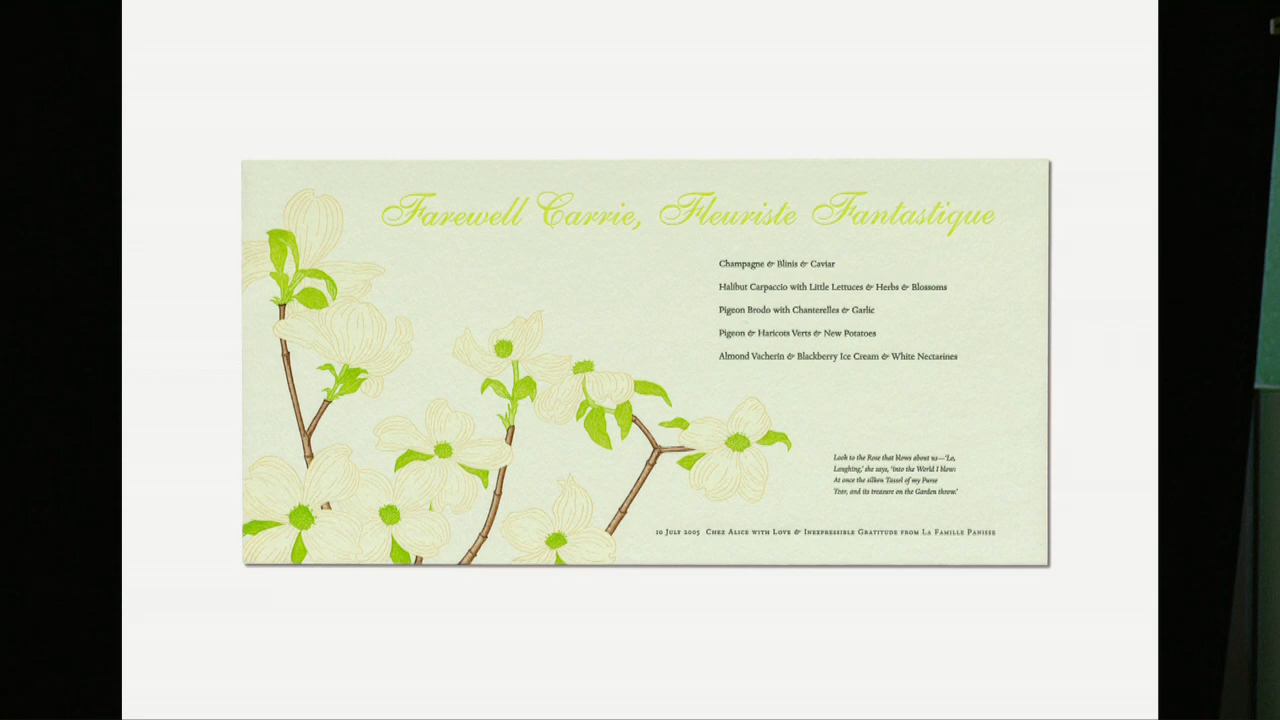 Farewell Carrie, Fleuriste Fantastique
Champagne & Blinis & Caviar
Halibut Carpaccio with Little Lettuces & Herbs & Blossoms
Pigeon Brodo with Chanterelles & Garlic
Pigeon & Haricots Verts & New Potatoes
Almond Vacherin & Blackberry Ice Cream & White Nectarines
Look to the Rose that blows about us—'Lo,
Laughing,' she says, 'into the World I blow:
At once the silken Tassel of my Purse
Tear, and its treasure on the Garden throw.'
10 July 2005 Chez Alice with Love & Inexpressible Gratitude from La Famille Panisse